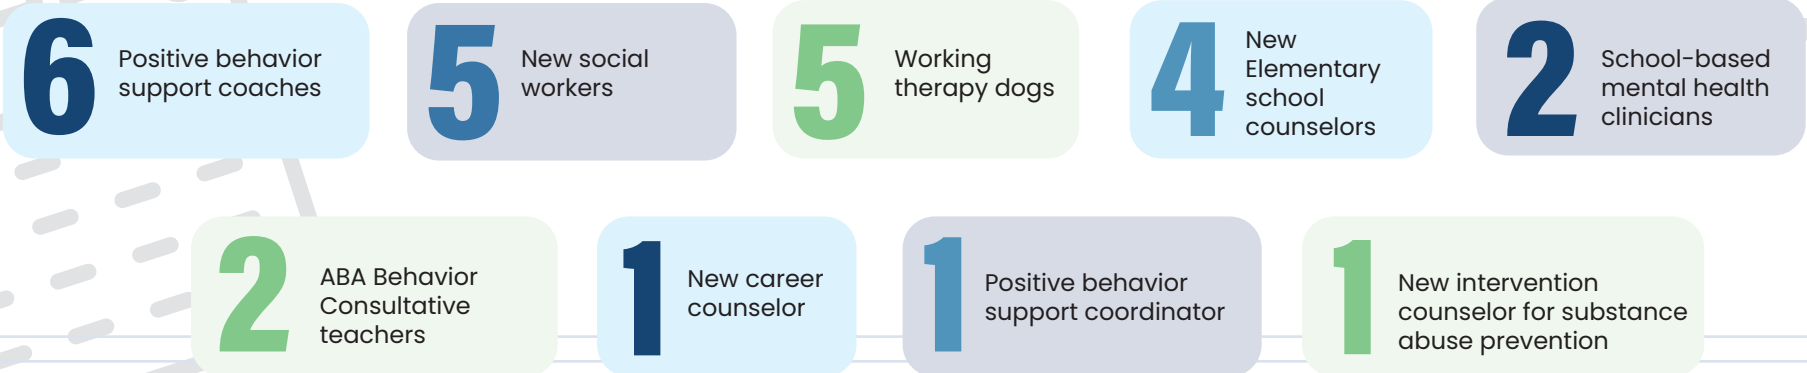 6
Positive behavior
support coaches
5
New social
workers
5
Working
therapy dogs
4
New
Elementary
school
counselors
2
School-based
mental health
clinicians
2
ABA Behavior
Consultative
teachers
1
New career
counselor
1
Positive behavior
support coordinator
1
New intervention
counselor for substance
abuse prevention